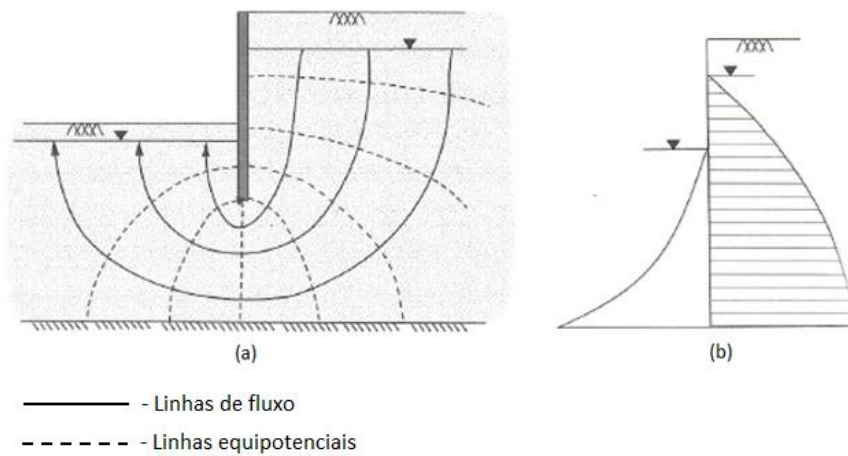 (a)
(b)
- Linhas de fluxo
- Linhas equipotenciais